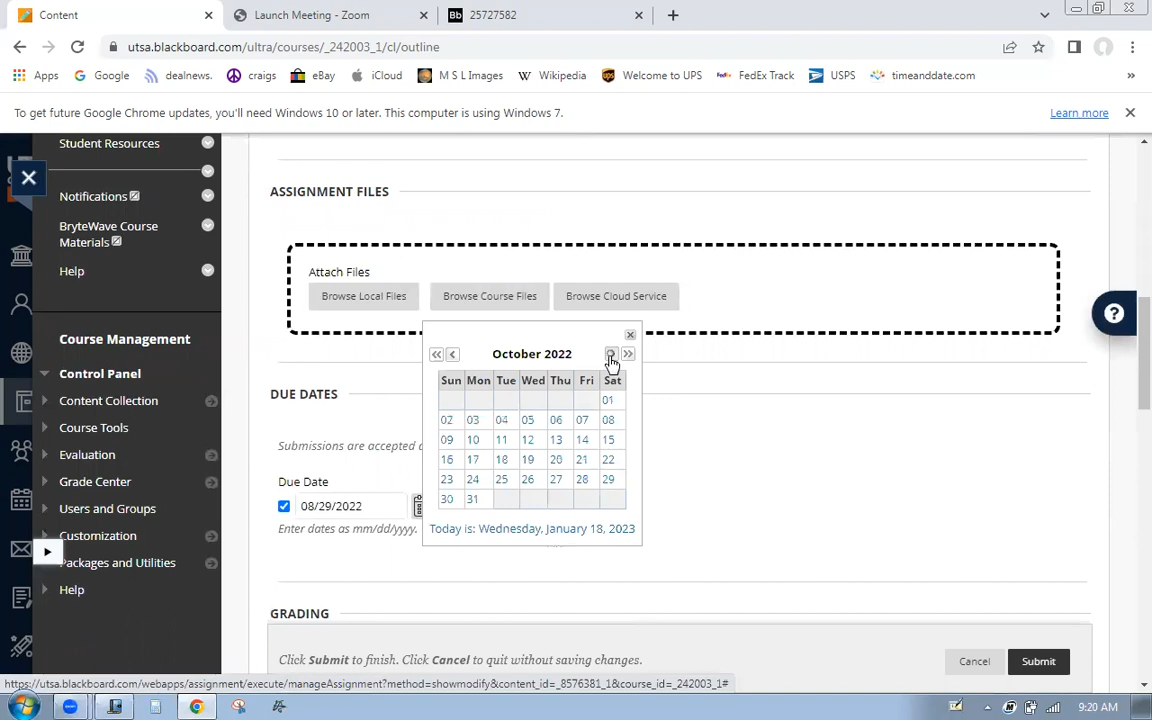 Content
Launch Meeting - Zoom
Bb 25727582
utsa.blackboard.com/ultra/courses/_242003_1/cl/outline
Apps Google dealnews. craigs eBay iCloud M S L Images W Wikipedia Welcome to UPS FedEx Track USPS timeanddate.com
To get future Google Chrome updates, you'll need Windows 10 or later. This computer is using Windows 7. Learn more
Student Resources
Notifications
BryteWave Course
Materials
Help
Course Management
Control Panel
Content Collection
Course Tools
Evaluation
Grade Center
Users and Groups
Customization
Packages and Utilities
Help
ASSIGNMENT FILES
Attach Files
Browse Local Files Browse Course Files Browse Cloud Service
DUE DATES
Submissions are accepted
Due Date
08/29/2022
Enter dates as mm/dd/yyyy.
October 2022
Sun Mon Tue Wed Thu Fri Sat
01
02 03 04 05 06 07 08
09 10 11 12 13 14 15
16 17 18 19 20 21 22
23 24 25 26 27 28 29
30 31
Today is: Wednesday, January 18, 2023
GRADING
Click Submit to finish. Click Cancel to quit without saving changes.
Cancel Submit
https://utsa.blackboard.com/webapps/assignment/execute/manageAssignment?method=showmodify&content_id=_8576381_1&course_id=_242003_1#
9:20 AM